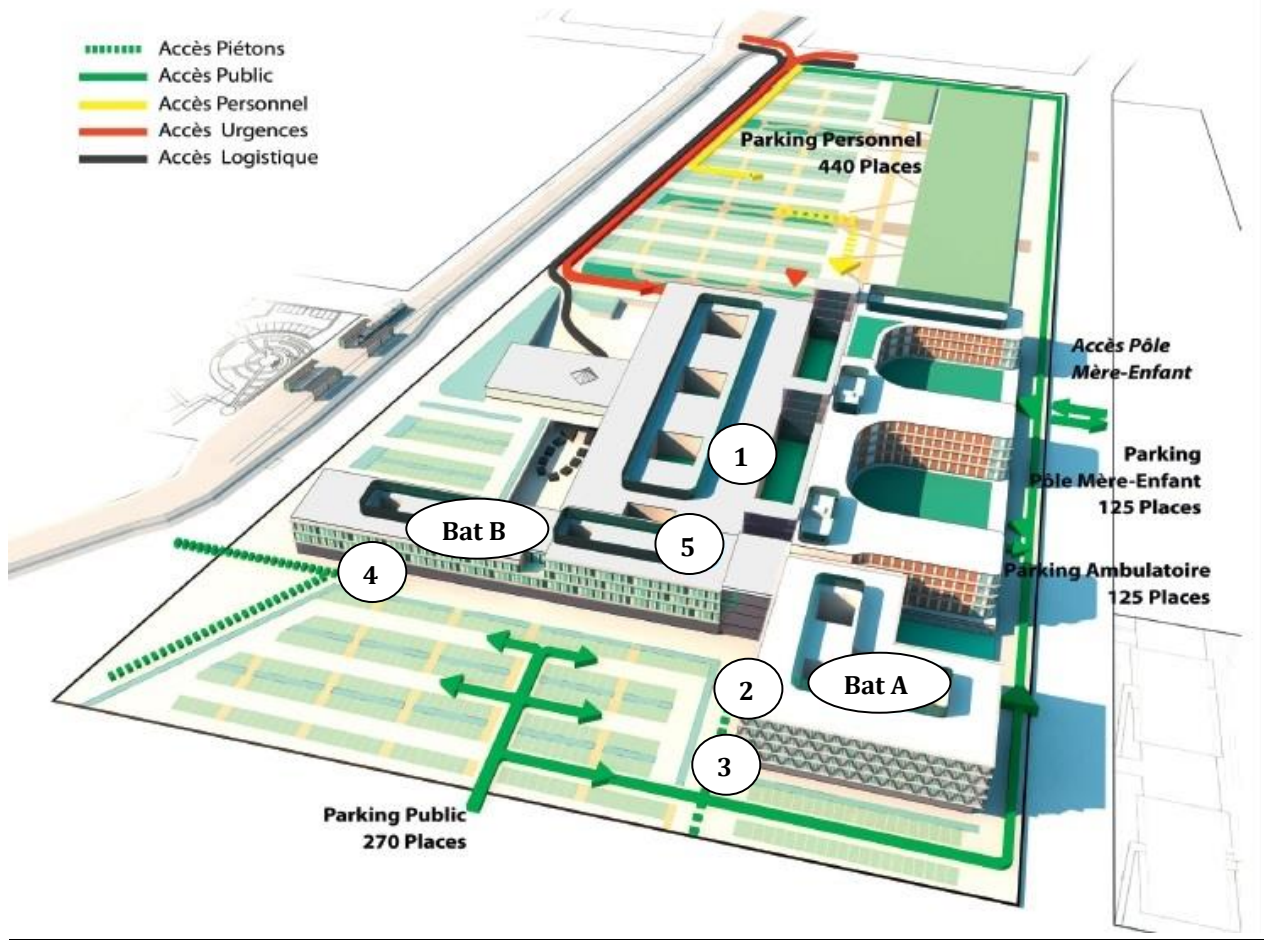 Accès Piétons
Accès Public
Accès Personnel
Accès Urgences
Accès Logistique
Parking Personnel
440 Places
Accès Pôle
Mère-Enfant
Parking
Pôle Mère-Enfant
125 Places
1
Bat B
5
4
Parking Ambulatoire
125 Places
2
Bat A
3
Parking Public
270 Places